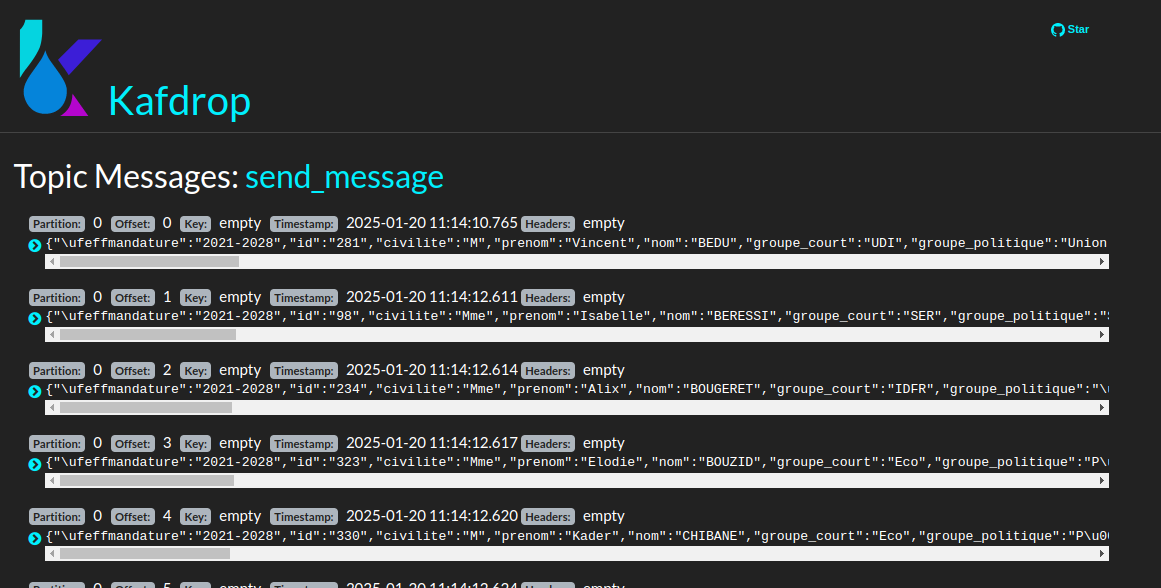 Star
Kafdrop
Topic Messages: send_message
Partition: 0 Offset: 0 Key: empty Timestamp: 2025-01-20 11:14:10.765 Headers: empty
{"\ufeffmandature":"2021-2028","id":"281","civilite":"M","prenom":"Vincent","nom":"BEDU","groupe_court":"UDI","groupe_politique":"Union
Partition: 0 Offset: 1 Key: empty Timestamp: 2025-01-20 11:14:12.611 Headers: empty
{"\ufeffmandature":"2021-2028","id":"98","civilite":"Mme","prenom":"Isabelle","nom":"BERESSI","groupe_court":"SER","groupe_politique":"
Partition: 0 Offset: 2 Key: empty Timestamp: 2025-01-20 11:14:12.614 Headers: empty
{"\ufeffmandature":"2021-2028","id":"234","civilite":"Mme","prenom":"Alix","nom":"BOUGERET","groupe_court":"IDFR","groupe_politique":"\u
Partition: 0 Offset: 3 Key: empty Timestamp: 2025-01-20 11:14:12.617 Headers: empty
{"\ufeffmandature":"2021-2028","id":"323","civilite":"Mme","prenom":"Elodie","nom":"BOUZID","groupe_court":"Eco","groupe_politique":"P\u
Partition: 0 Offset: 4 Key: empty Timestamp: 2025-01-20 11:14:12.620 Headers: empty
{"\ufeffmandature":"2021-2028","id":"330","civilite":"M","prenom":"Kader","nom":"CHIBANE","groupe_court":"Eco","groupe_politique":"P\u0
Partition: 0 Offset: 5 Key: empty Timestamp: 2025-01-20 11:14:12.624 Headers: empty